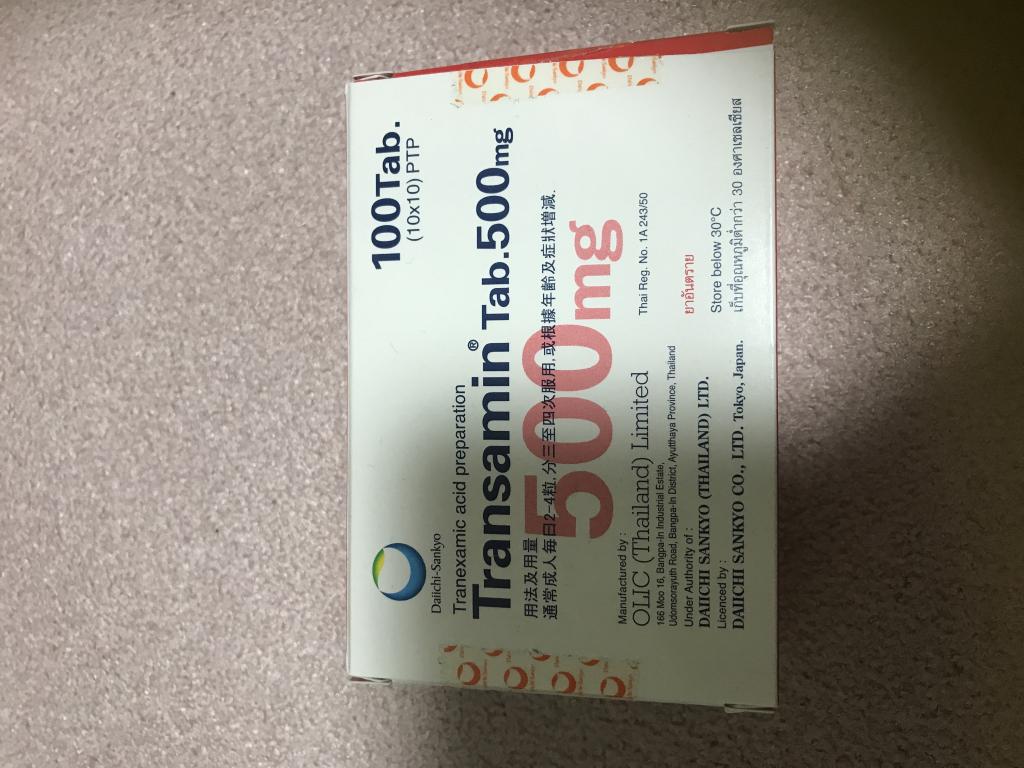 Daiichi-Sankyo
100Tab.
(10x10) PTP
Tranexamic acid preparation
Transamin® Tab.500mg
500mg
用法及用量
通常成人每日2-4粒,分三至四次服用,或根據年齡及症狀增減.
Manufactured by :
OLIC (Thailand) Limited
166 Moo 16, Bangpa-In Industrial Estate,
Udomsorayuth Road, Bangpa-In District, Ayutthaya Province, Thailand
Under Authority of :
DAIICHI SANKYO (THAILAND) LTD.
Licenced by :
DAIICHI SANKYO CO., LTD. Tokyo, Japan.
Thai Reg. No. 1A 243/50
ยาอันตราย
Store below 30°C
เก็บที่อุณหภูมิต่ำกว่า 30 องศาเซลเซียส